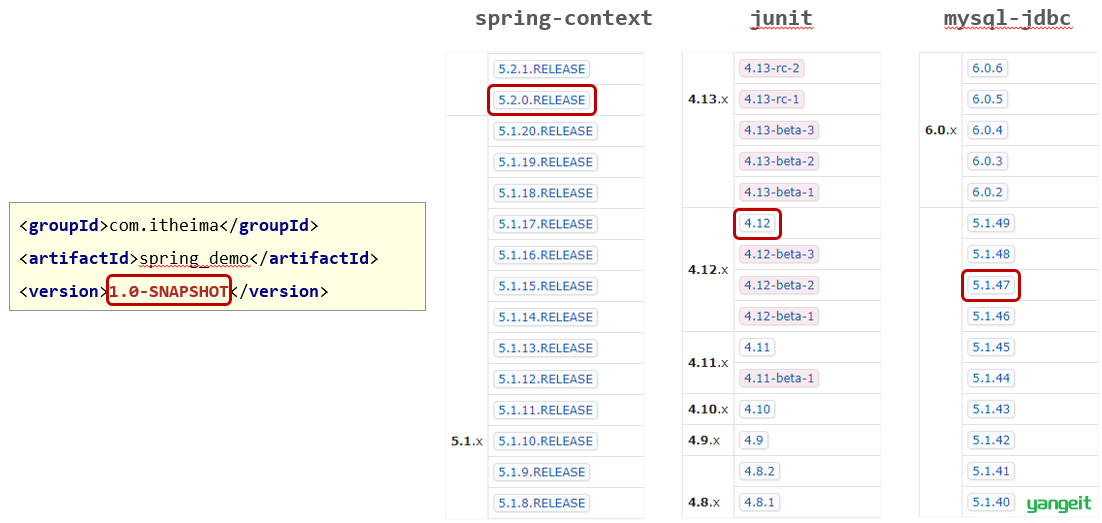 <groupId>com.itheima</groupId>
<artifactId>spring_demo</artifactId>
<version>1.0-SNAPSHOT</version>
spring-context
5.2.1.RELEASE
5.2.0.RELEASE
5.1.20.RELEASE
5.1.19.RELEASE
5.1.18.RELEASE
5.1.17.RELEASE
5.1.16.RELEASE
5.1.15.RELEASE
5.1.14.RELEASE
5.1.13.RELEASE
5.1.12.RELEASE
5.1.11.RELEASE
5.1.x
5.1.10.RELEASE
5.1.9.RELEASE
5.1.8.RELEASE
junit
4.13-rc-2
4.13.x
4.13-rc-1
4.13-beta-3
4.13-beta-2
4.13-beta-1
4.12
4.12-beta-3
4.12.x
4.12-beta-2
4.12-beta-1
4.11
4.11.x
4.11-beta-1
4.10.x
4.10
4.9.x
4.9
4.8.2
4.8.x
4.8.1
mysql-jdbc
6.0.6
6.0.5
6.0.x
6.0.4
6.0.3
6.0.2
5.1.49
5.1.48
5.1.47
5.1.46
5.1.45
5.1.44
5.1.43
5.1.42
5.1.41
5.1.40
yangeit